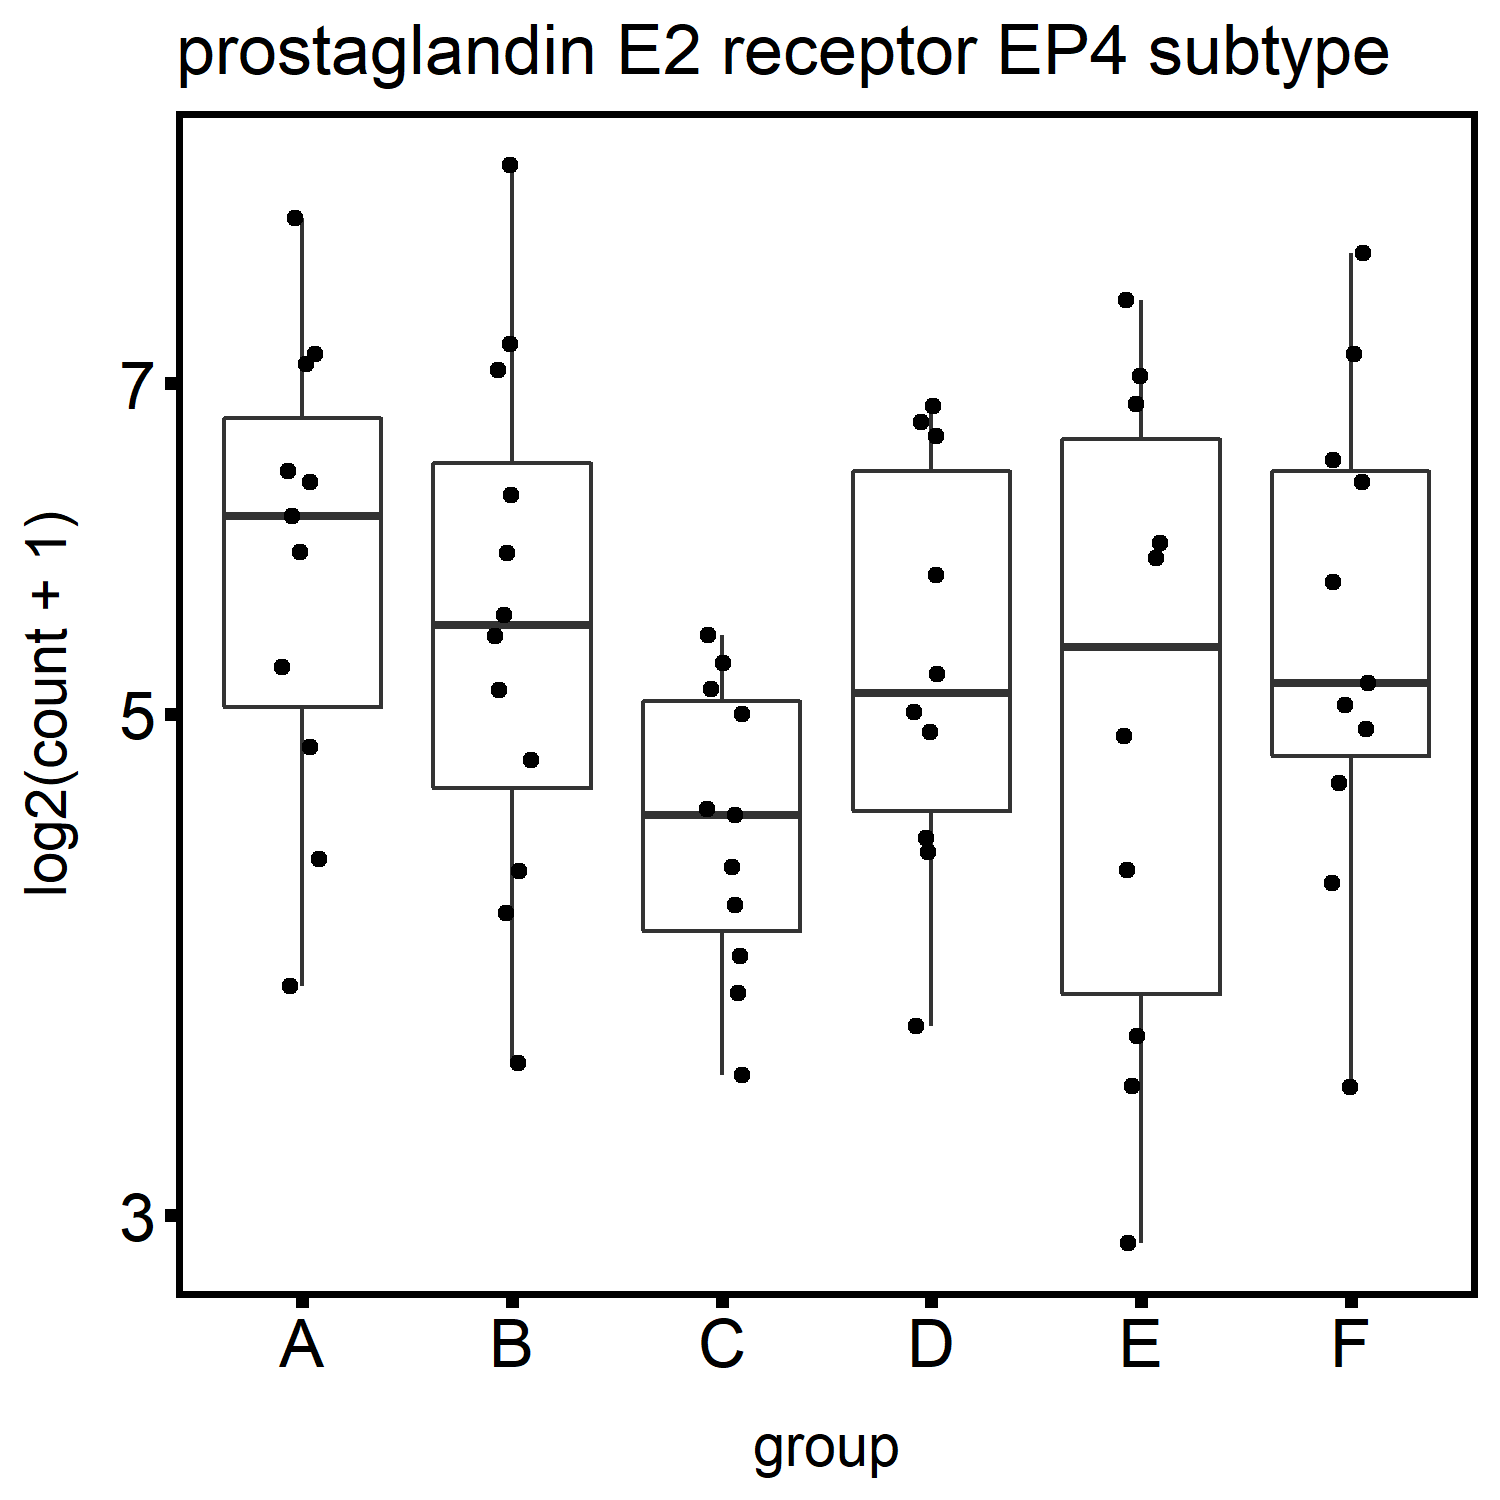 prostaglandin E2 receptor EP4 subtype
log2(count + 1)
7
5
3
A B C D E F
group